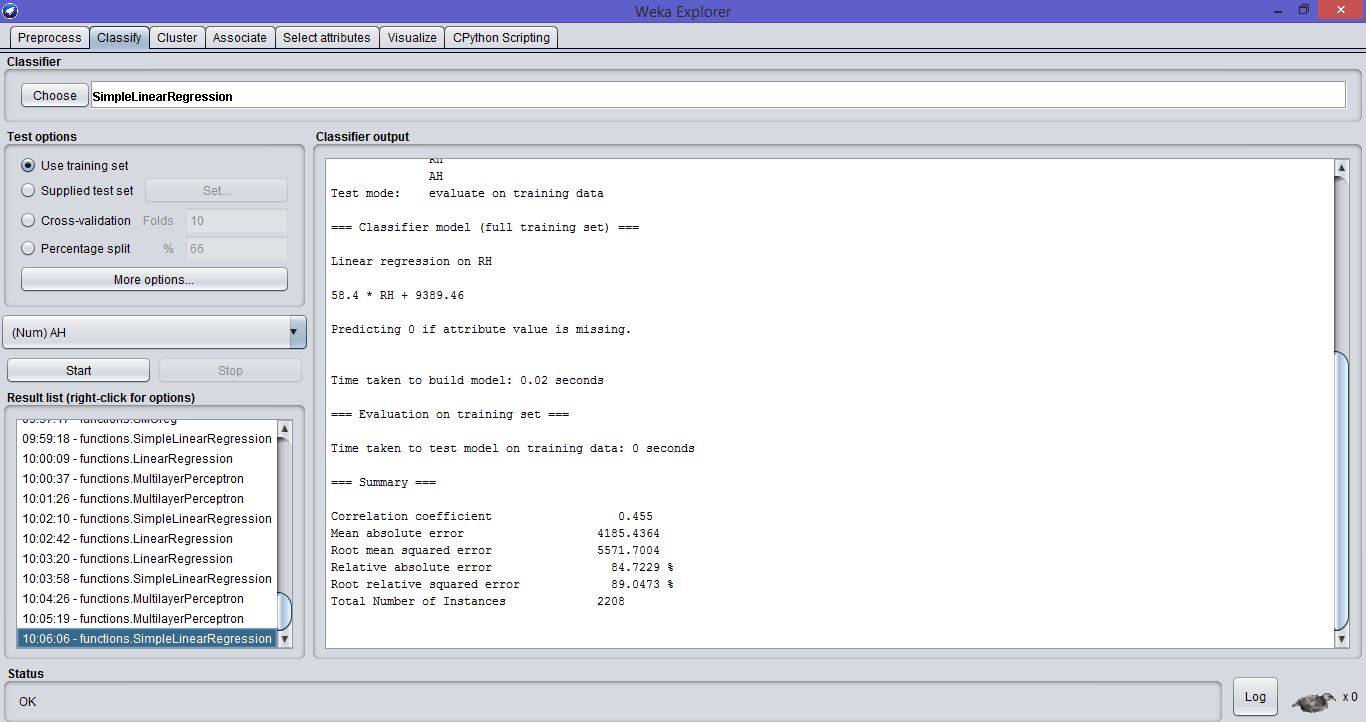 Weka Explorer
Preprocess Classify Cluster Associate Select attributes Visualize CPython Scripting
Classifier
Choose SimpleLinearRegression
Test options
Use training set
Supplied test set Set...
Cross-validation Folds 10
Percentage split % 66
More options...
(Num) AH
Start Stop
Result list (right-click for options)
09:59:18 - functions.SimpleLinearRegression
10:00:09 - functions.LinearRegression
10:00:37 - functions.MultilayerPerceptron
10:01:26 - functions.MultilayerPerceptron
10:02:10 - functions.SimpleLinearRegression
10:02:42 - functions.LinearRegression
10:03:20 - functions.LinearRegression
10:03:58 - functions.SimpleLinearRegression
10:04:26 - functions.MultilayerPerceptron
10:05:19 - functions.MultilayerPerceptron
10:06:06 - functions.SimpleLinearRegression
Classifier output
RH
AH
Test mode: evaluate on training data
=== Classifier model (full training set) ===
Linear regression on RH
58.4 * RH + 9389.46
Predicting 0 if attribute value is missing.
Time taken to build model: 0.02 seconds
=== Evaluation on training set ===
Time taken to test model on training data: 0 seconds
=== Summary ===
Correlation coefficient 0.455
Mean absolute error 4185.4364
Root mean squared error 5571.7004
Relative absolute error 84.7229 %
Root relative squared error 89.0473 %
Total Number of Instances 2208
Status
OK
Log x 0